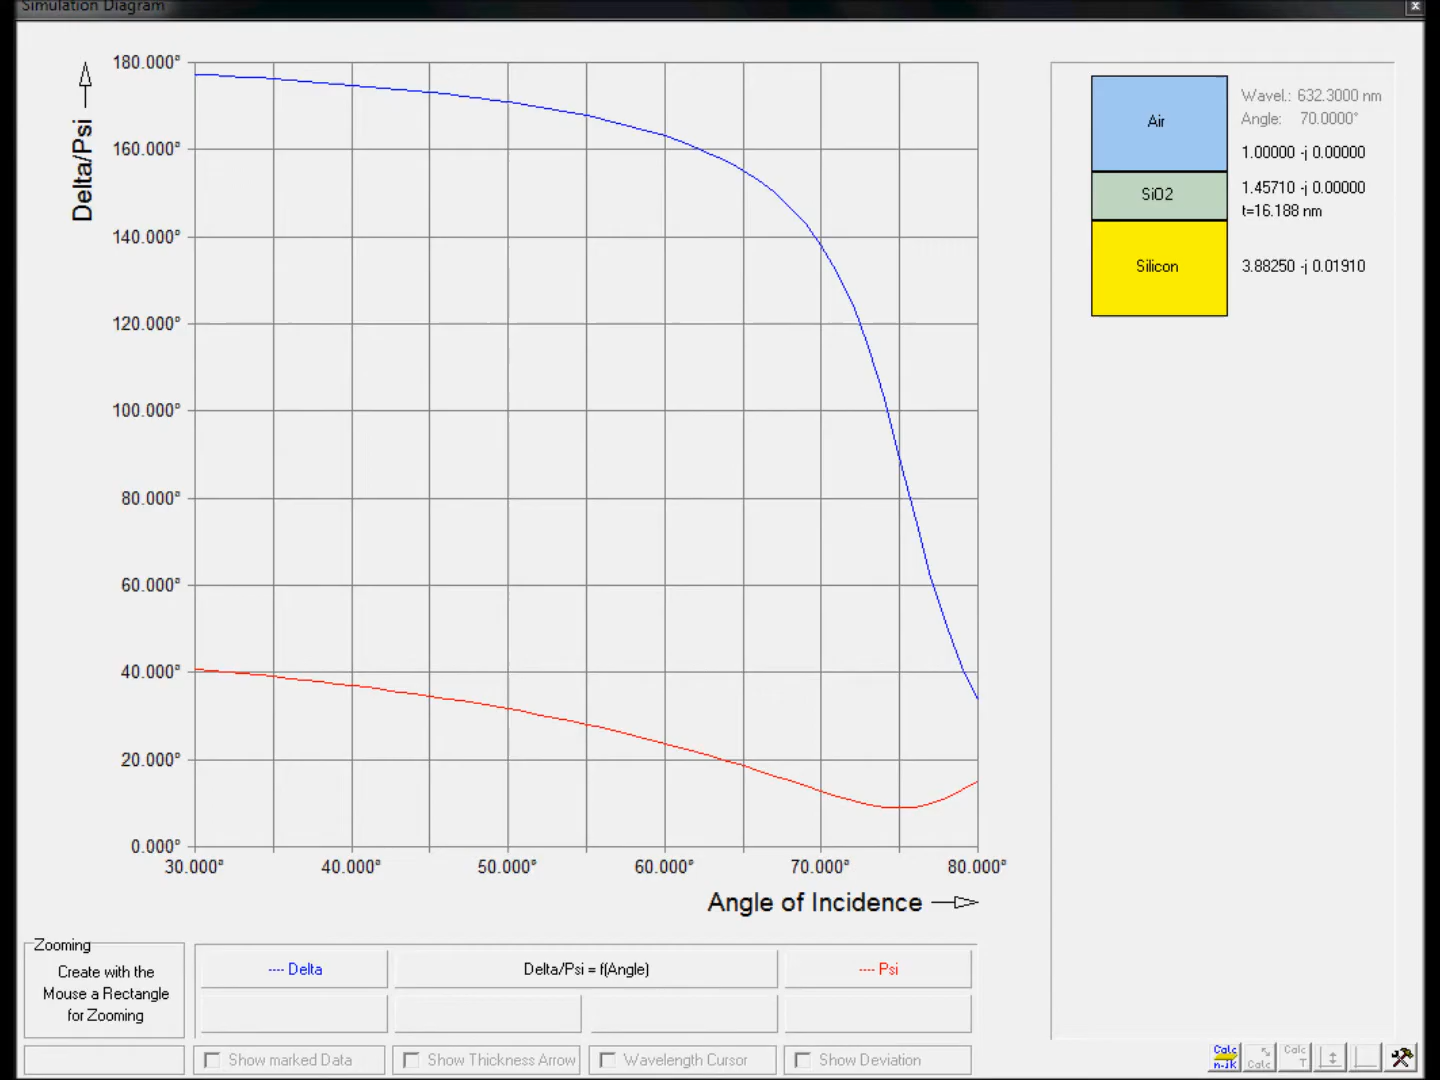 Simulation Diagram
x
Delta/Psi
180.000°
160.000°
140.000°
120.000°
100.000°
80.000°
60.000°
40.000°
20.000°
0.000°
30.000°
40.000°
50.000°
60.000°
70.000°
80.000°
Angle of Incidence
Air
SiO2
Silicon
Wavel.: 632.3000 nm
Angle: 70.0000°
1.00000 -j 0.00000
1.45710 -j 0.00000
t=16.188 nm
3.88250 -j 0.01910
Zooming
Create with the
Mouse a Rectangle
for Zooming
---- Delta
Delta/Psi = f(Angle)
---- Psi
Show marked Data
Show Thickness Arrow
Wavelength Cursor
Show Deviation
Calc
n-jk
Calc
Calc
T